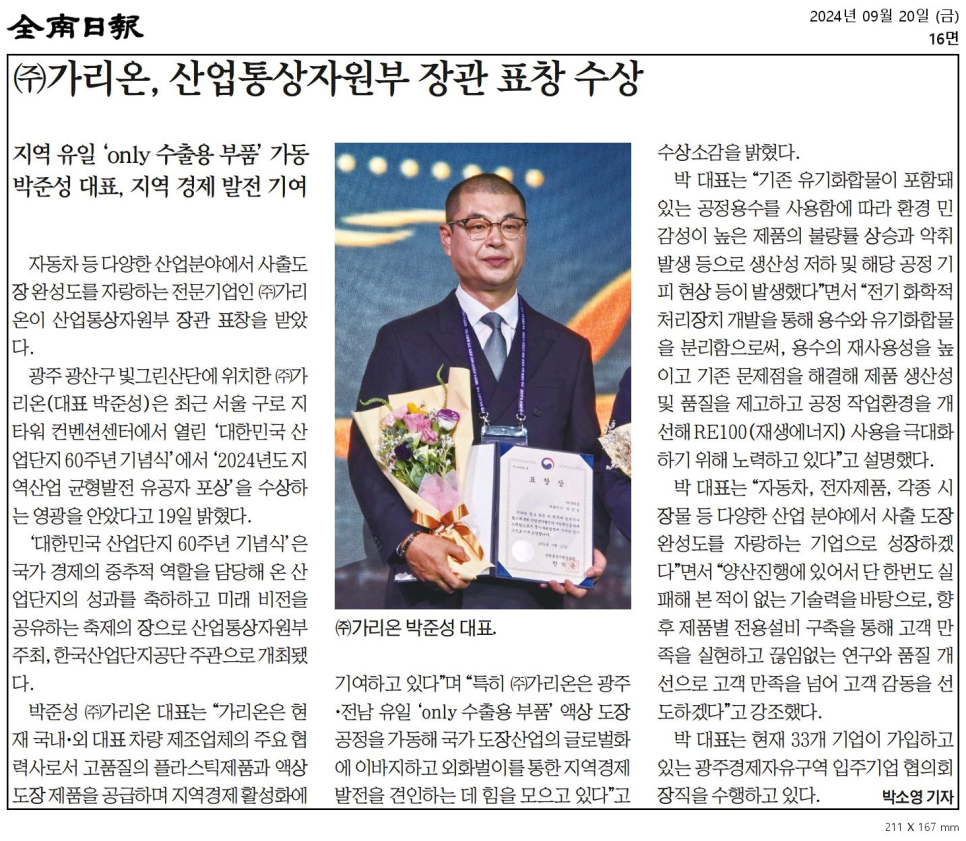 全南日報
2024년 09월 20일 (금)
16면
㈜가리온, 산업통상자원부 장관 표창 수상
지역 유일 ‘only 수출용 부품’ 가동
박준성 대표, 지역 경제 발전 기여
자동차 등 다양한 산업분야에서 사출도
장 완성도를 자랑하는 전문기업인 ㈜가리
온이 산업통상자원부 장관 표창을 받았
다.
광주 광산구 빛그린산단에 위치한 ㈜가
리온(대표 박준성)은 최근 서울 구로 지
타워 컨벤션센터에서 열린 ‘대한민국 산
업단지 60주년 기념식’에서 ‘2024년도 지
역산업 균형발전 유공자 포상’을 수상하
는 영광을 안았다고 19일 밝혔다.
‘대한민국 산업단지 60주년 기념식’은
국가 경제의 중추적 역할을 담당해 온 산
업단지의 성과를 축하하고 미래 비전을
공유하는 축제의 장으로 산업통상자원부
주최, 한국산업단지공단 주관으로 개최됐
다.
박준성 ㈜가리온 대표는 “가리온은 현
재 국내·외 대표 차량 제조업체의 주요 협
력사로서 고품질의 플라스틱제품과 액상
도장 제품을 공급하며 지역경제 활성화에
표창장
㈜가리온 박준성 대표.
기여하고 있다”며 “특히 ㈜가리온은 광주
·전남 유일 ‘only 수출용 부품’ 액상 도장
공정을 가동해 국가 도장산업의 글로벌화
에 이바지하고 외화벌이를 통한 지역경제
발전을 견인하는 데 힘을 모으고 있다”고
수상소감을 밝혔다.
박 대표는 “기존 유기화합물이 포함돼
있는 공정용수를 사용함에 따라 환경 민
감성이 높은 제품의 불량률 상승과 악취
발생 등으로 생산성 저하 및 해당 공정 기
피 현상 등이 발생했다”면서 “전기 화학적
처리장치 개발을 통해 용수와 유기화합물
을 분리함으로써, 용수의 재사용성을 높
이고 기존 문제점을 해결해 제품 생산성
및 품질을 제고하고 공정 작업환경을 개
선해 RE100(재생에너지) 사용을 극대화
하기 위해 노력하고 있다”고 설명했다.
박 대표는 “자동차, 전자제품, 각종 시
장물 등 다양한 산업 분야에서 사출 도장
완성도를 자랑하는 기업으로 성장하겠
다”면서 “양산진행에 있어서 단 한번도 실
패해 본 적이 없는 기술력을 바탕으로, 향
후 제품별 전용설비 구축을 통해 고객 만
족을 실현하고 끊임없는 연구와 품질 개
선으로 고객 만족을 넘어 고객 감동을 선
도하겠다”고 강조했다.
박 대표는 현재 33개 기업이 가입하고
있는 광주경제자유구역 입주기업 협의회
장직을 수행하고 있다.
박소영 기자
211 X 167 mm